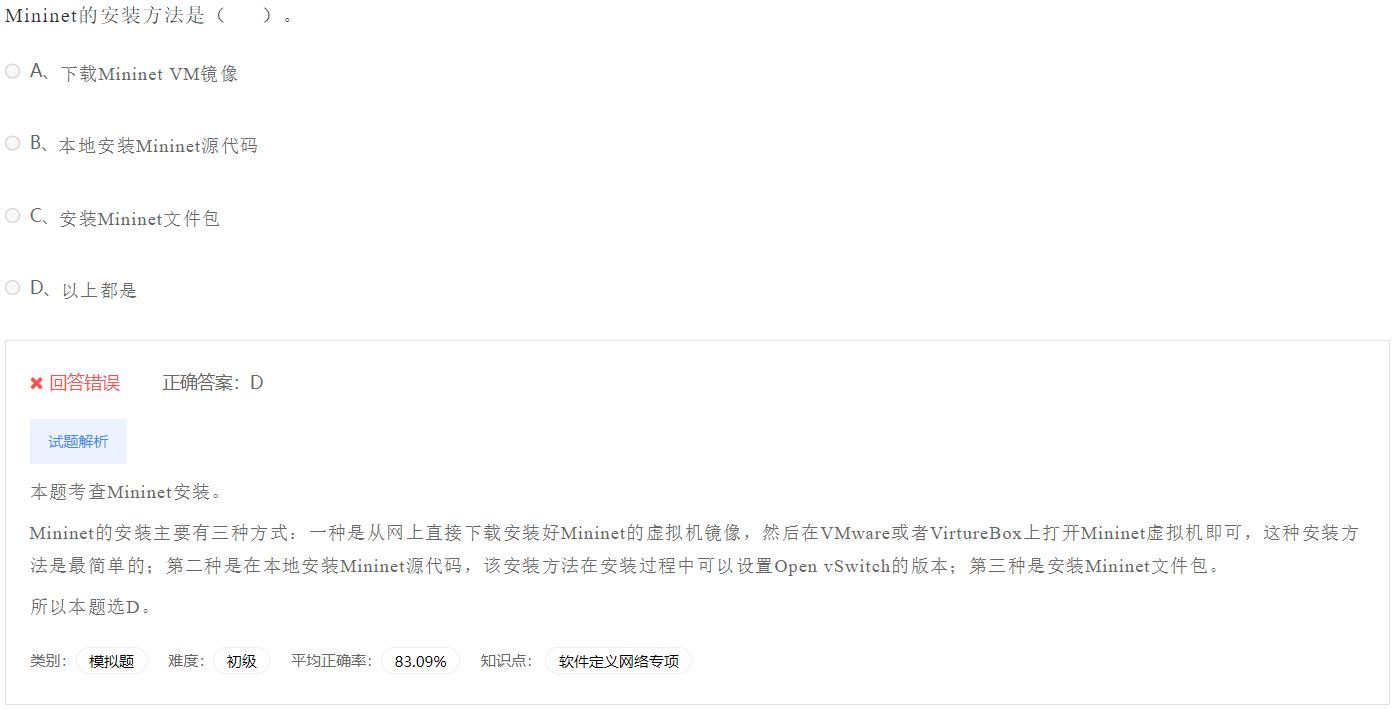 Mininet的安装方法是（　　）。
A、下载Mininet VM镜像
B、本地安装Mininet源代码
C、安装Mininet文件包
D、以上都是
✖ 回答错误 正确答案：D
试题解析
本题考查Mininet安装。
Mininet的安装主要有三种方式：一种是从网上直接下载安装好Mininet的虚拟机镜像，然后在VMware或者VirtureBox上打开Mininet虚拟机即可，这种安装方
法是最简单的；第二种是在本地安装Mininet源代码，该安装方法在安装过程中可以设置Open vSwitch的版本；第三种是安装Mininet文件包。
所以本题选D。
类别： 模拟题 难度： 初级 平均正确率： 83.09% 知识点： 软件定义网络专项